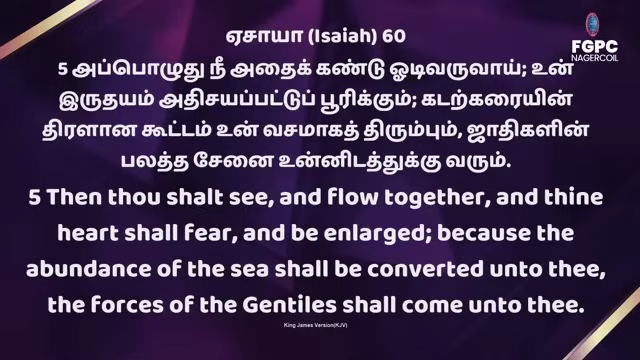 ஏசாயா (Isaiah) 60
FGPC
NAGERCOIL
5 அப்பொழுது நீ அதைக் கண்டு ஓடிவருவாய்; உன்
இருதயம் அதிசயப்பட்டுப் பூரிக்கும்; கடற்கரையின்
திரளான கூட்டம் உன் வசமாகத் திரும்பும், ஜாதிகளின்
பலத்த சேனை உன்னிடத்துக்கு வரும்.
5 Then thou shalt see, and flow together, and thine
heart shall fear, and be enlarged; because the
abundance of the sea shall be converted unto thee,
the forces of the Gentiles shall come unto thee.
King James Version(KJV)